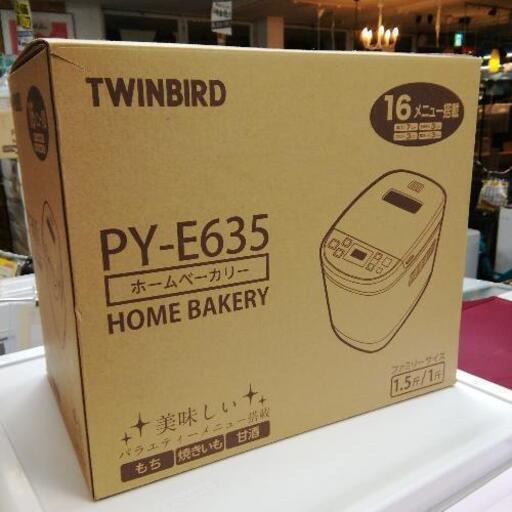 TWINBIRD
16メニュー搭載
PY-E635
ホームベーカリー
HOME BAKERY
ファミリーサイズ
1.5斤/1斤
美味しい
バラエティーメニュー搭載
もち 焼きいも 甘酒